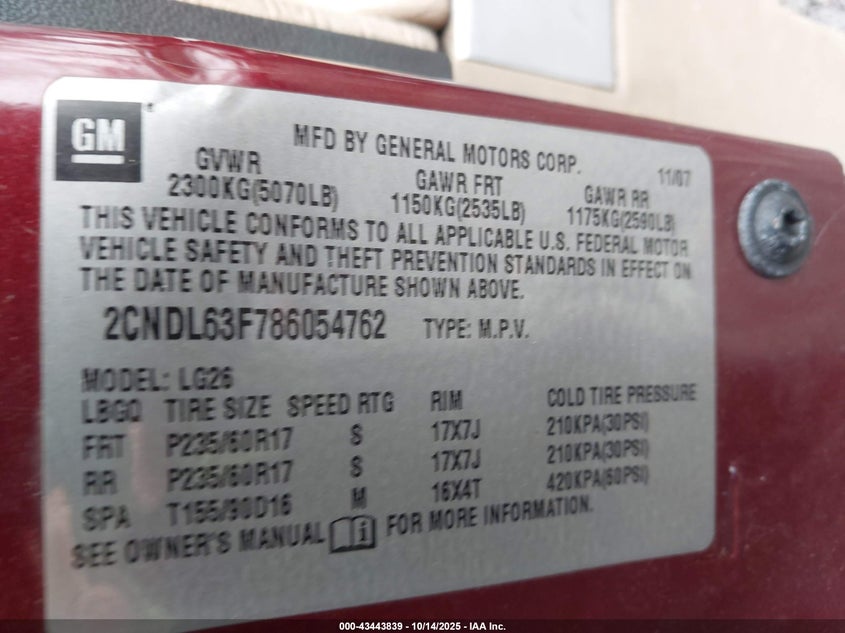 GM
MFD BY GENERAL MOTORS CORP. 11/07
GVWR GAWR FRT GAWR RR
2300KG(5070LB) 1150KG(2535LB) 1175KG(2590LB)
THIS VEHICLE CONFORMS TO ALL APPLICABLE U.S. FEDERAL MOTOR
VEHICLE SAFETY AND THEFT PREVENTION STANDARDS IN EFFECT ON
THE DATE OF MANUFACTURE SHOWN ABOVE.
2CNDL63F786054762 TYPE: M.P.V.
MODEL: LG26
LBGQ TIRE SIZE SPEED RTG RIM COLD TIRE PRESSURE
FRT P235/60R17 S 17X7J 210KPA(30PSI)
RR P235/60R17 S 17X7J 210KPA(30PSI)
SPA T155/90D16 M 16X4T 420KPA(60PSI)
SEE OWNER'S MANUAL i FOR MORE INFORMATION.
000-43443839 - 10/14/2025 - IAA Inc.